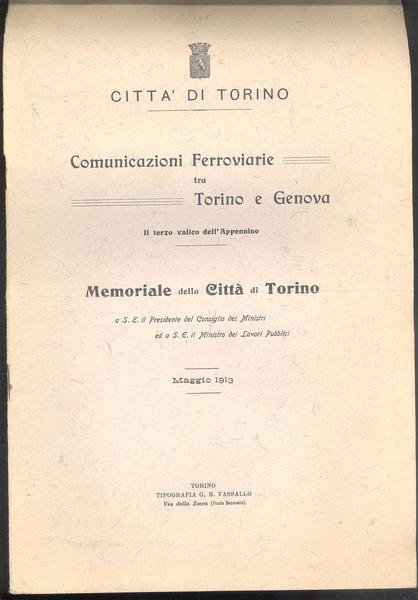 CITTA' DI TORINO
Comunicazioni Ferroviarie
tra
Torino e Genova
Il terzo valico dell'Appennino
Memoriale della Città di Torino
a S. E. il Presidente del Consiglio dei Ministri
ed a S. E. il Ministro dei Lavori Pubblici
Maggio 1913
TORINO
TIPOGRAFIA G. B. VASSALLO
Via della Zecca